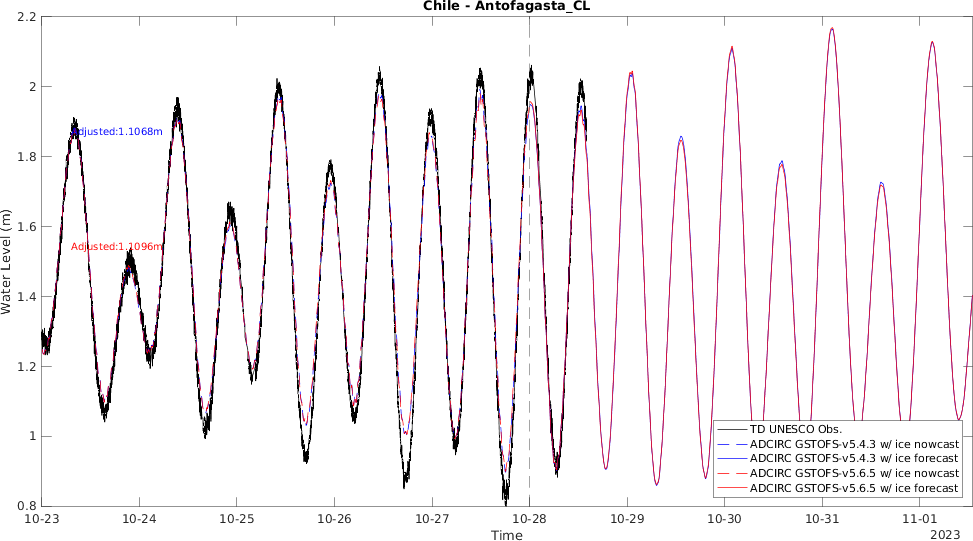 Chile - Antofagasta_CL
2.2
2
1.8
1.6
1.4
1.2
1
0.8
Water Level (m)
Adjusted:1.1068m
Adjusted:1.1096m
TD UNESCO Obs.
ADCIRC GSTOFS-v5.4.3 w/ ice nowcast
ADCIRC GSTOFS-v5.4.3 w/ ice forecast
ADCIRC GSTOFS-v5.6.5 w/ ice nowcast
ADCIRC GSTOFS-v5.6.5 w/ ice forecast
10-23 10-24 10-25 10-26 10-27 10-28 10-29 10-30 10-31 11-01
Time
2023